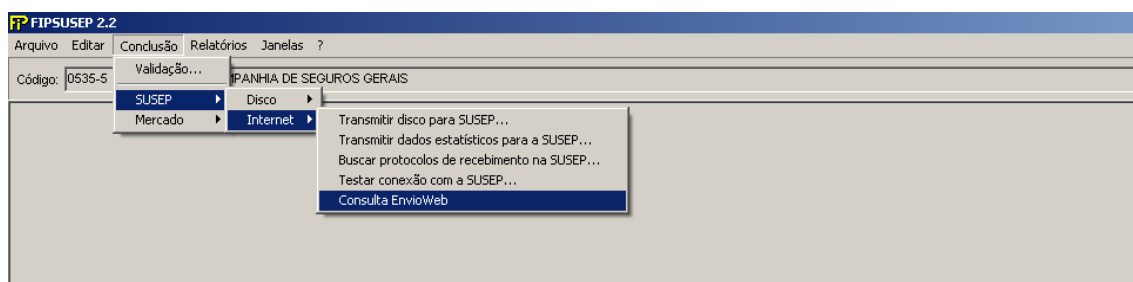 FIPSUSEP 2.2
Arquivo Editar Conclusão Relatórios Janelas ?
Código: 0535-5 MPANHIA DE SEGUROS GERAIS
Validação...
SUSEP
Mercado
Disco
Internet
Transmitir disco para SUSEP...
Transmitir dados estatísticos para a SUSEP...
Buscar protocolos de recebimento na SUSEP...
Testar conexão com a SUSEP...
Consulta EnvioWeb